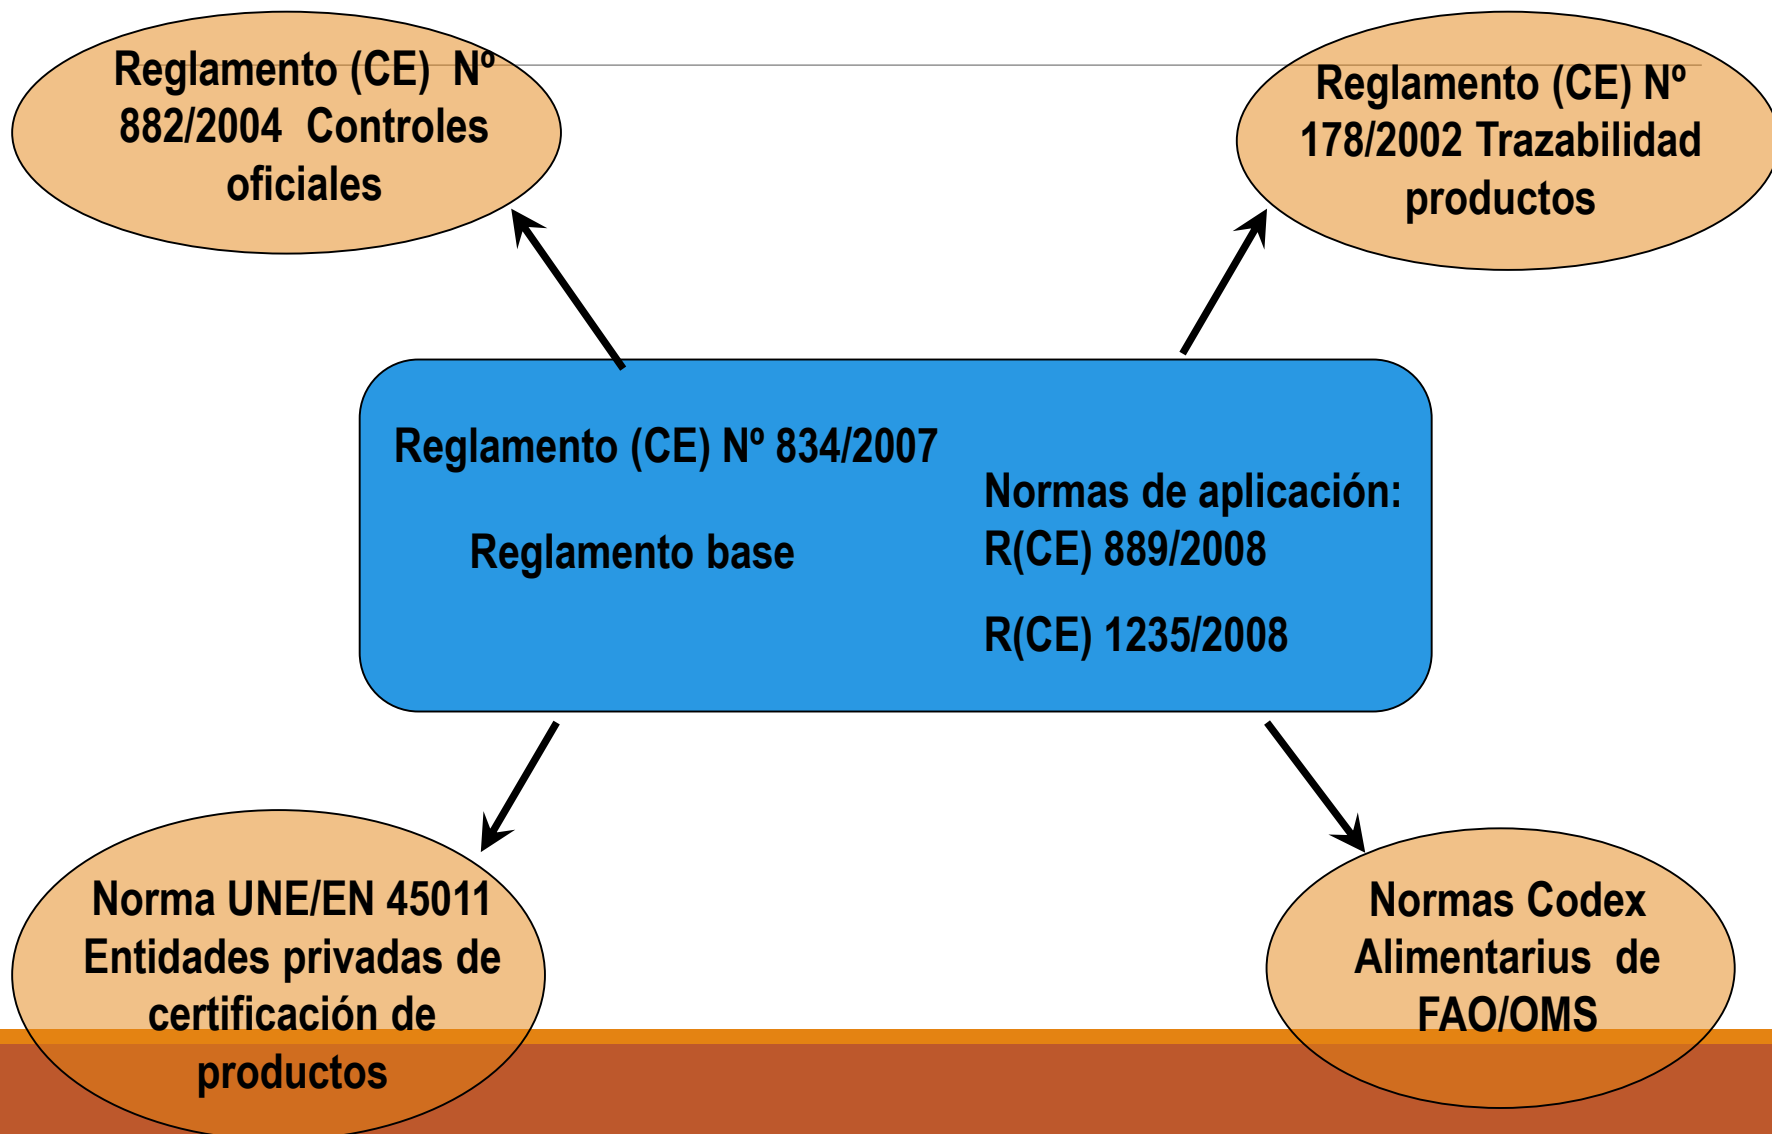 Reglamento (CE) Nº
882/2004 Controles
oficiales
Reglamento (CE) Nº
178/2002 Trazabilidad
productos
Reglamento (CE) Nº 834/2007
Reglamento base
Normas de aplicación:
R(CE) 889/2008
R(CE) 1235/2008
Norma UNE/EN 45011
Entidades privadas de
certificación de
productos
Normas Codex
Alimentarius de
FAO/OMS